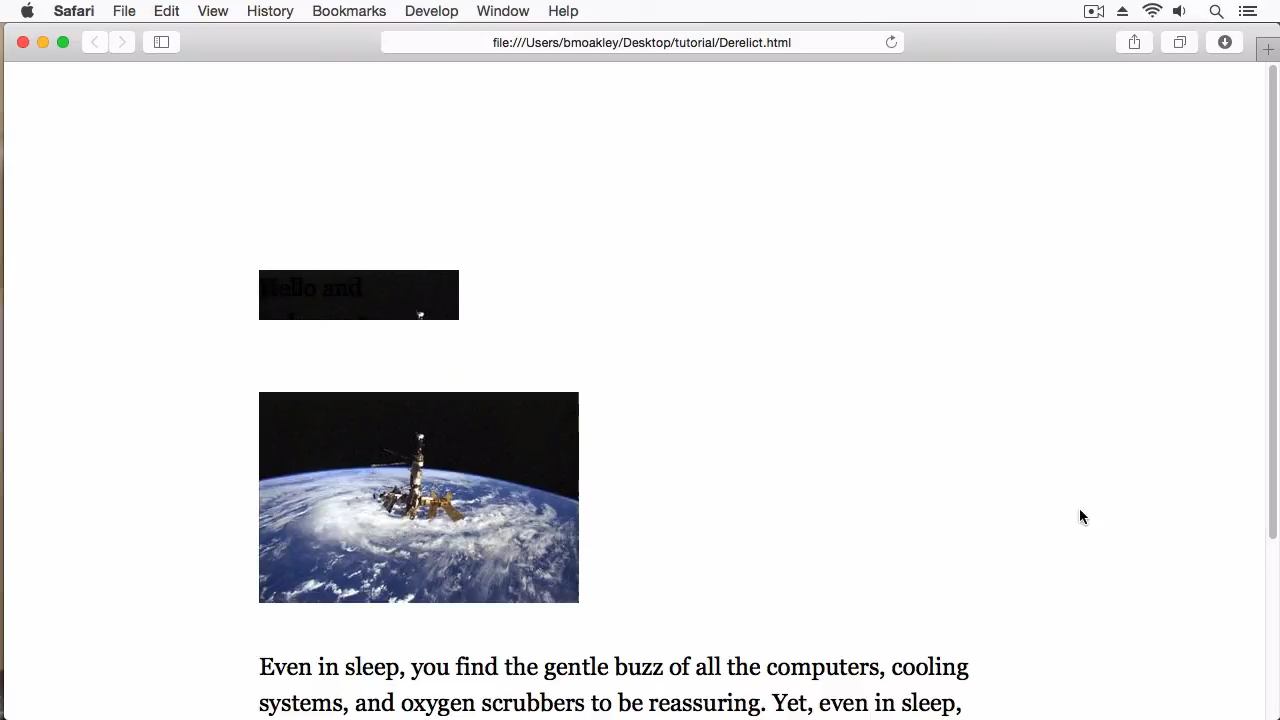 Safari File Edit View History Bookmarks Develop Window Help
file:///Users/bmoakley/Desktop/tutorial/Derelict.html
Hello and
Even in sleep, you find the gentle buzz of all the computers, cooling
systems, and oxygen scrubbers to be reassuring. Yet, even in sleep,